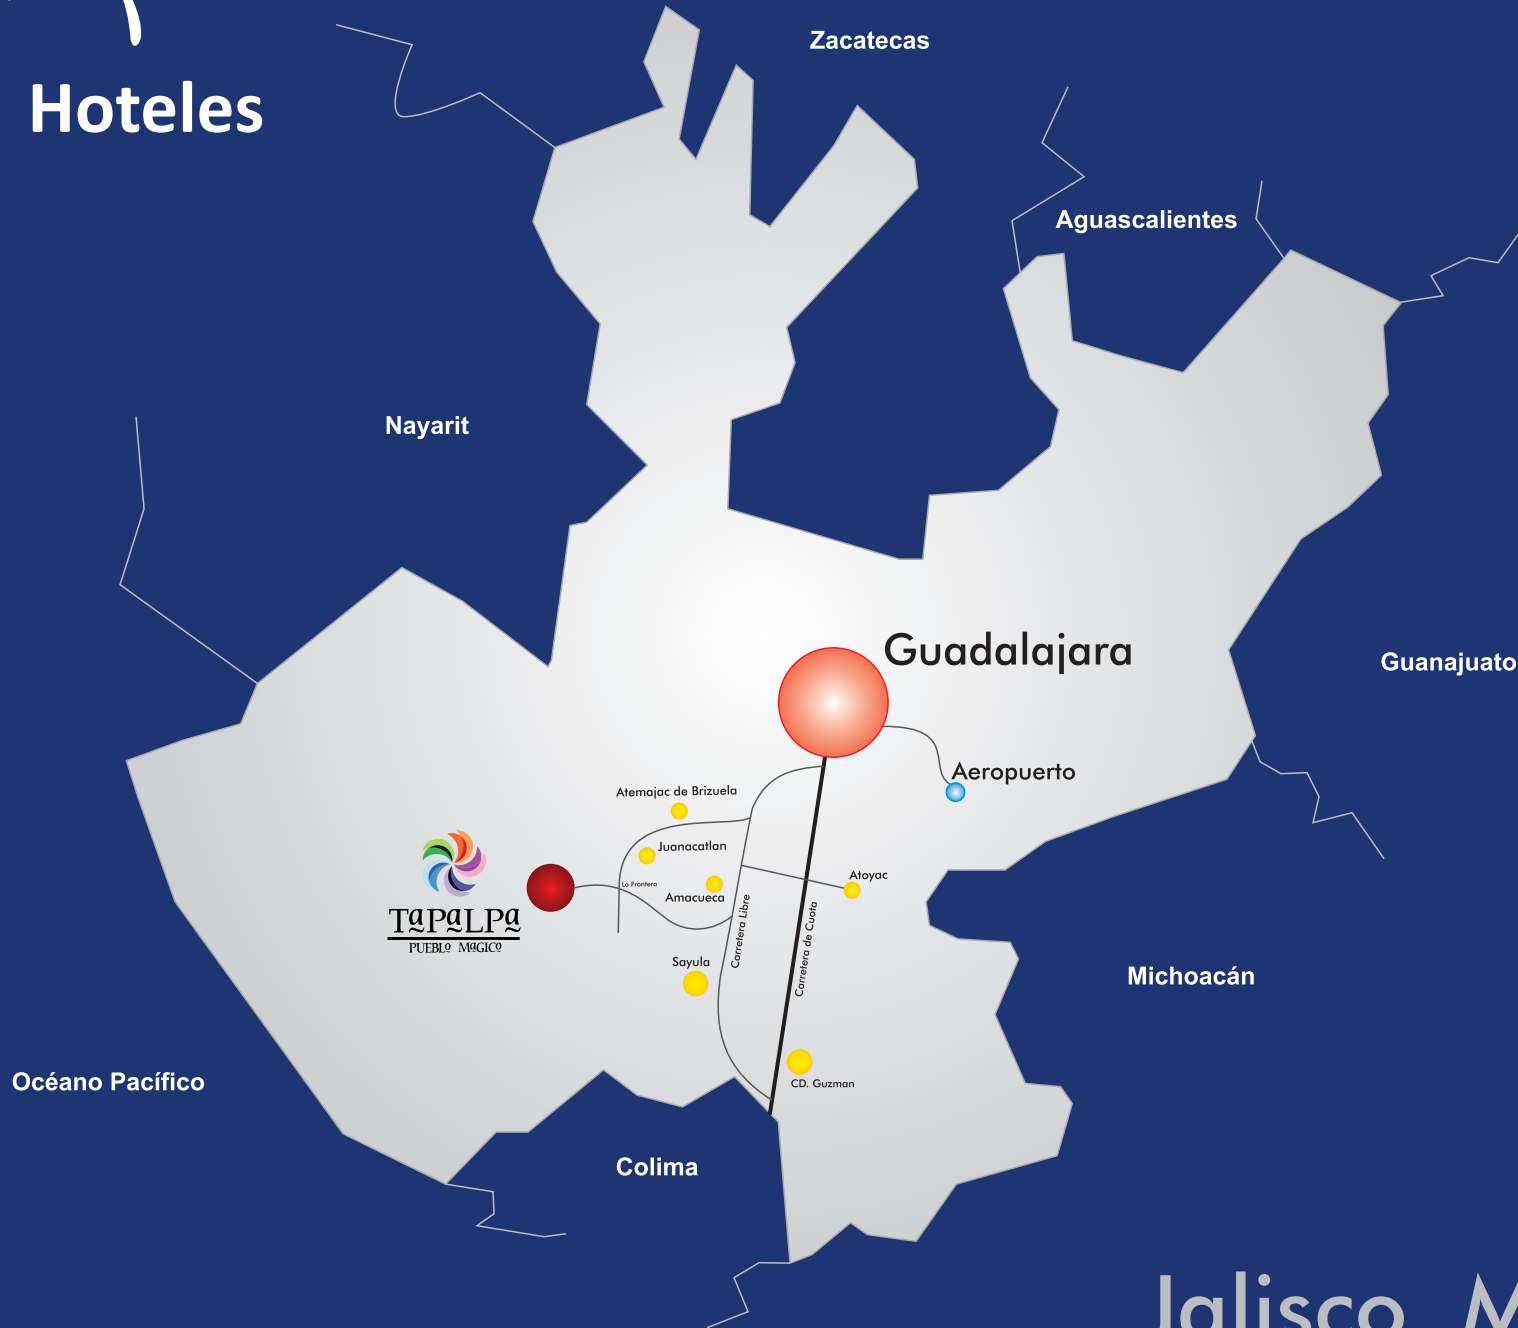 Hoteles
Zacatecas
Aguascalientes
Nayarit
Guadalajara
Guanajuato
Aeropuerto
Atemajac de Brizuela
Juanacatlan
La Frontera
Amacueca
Atoyac
TaPaLPa
PUEBLO MAGICO
Carretera Libre
Carretera de Cuota
Sayula
Michoacán
CD. Guzman
Océano Pacífico
Colima
Jalisco